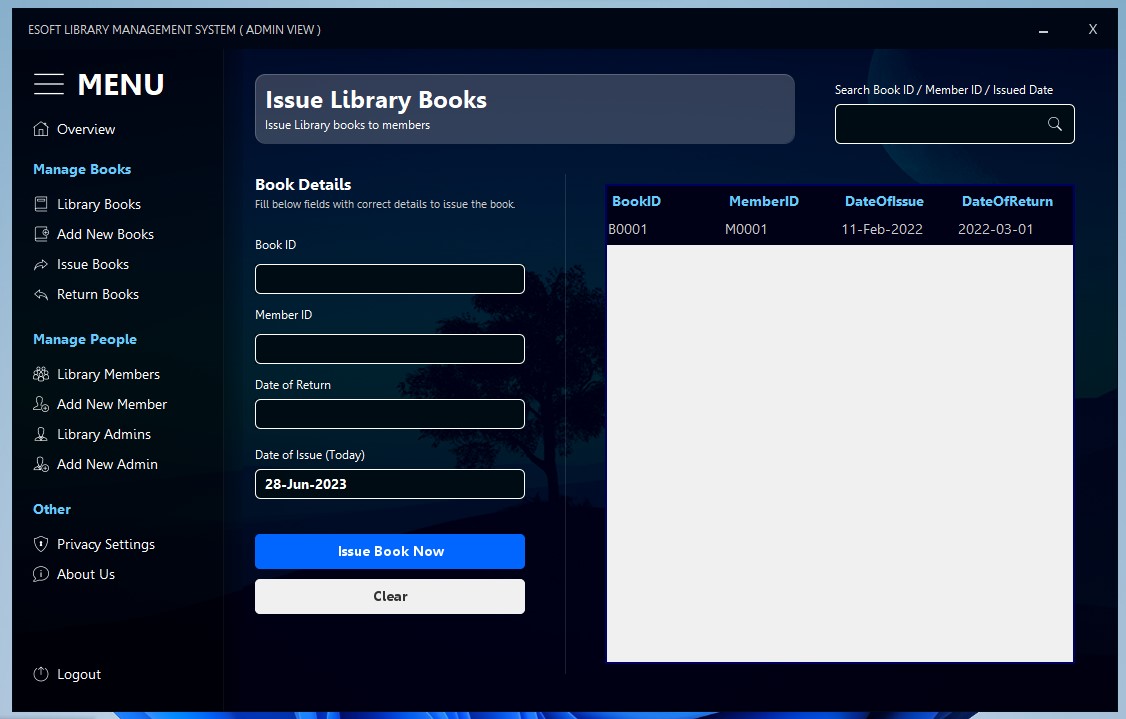 ESOFT LIBRARY MANAGEMENT SYSTEM ( ADMIN VIEW )
X
MENU
Overview
Manage Books
Library Books
Add New Books
Issue Books
Return Books
Manage People
Library Members
Add New Member
Library Admins
Add New Admin
Other
Privacy Settings
About Us
Logout
Issue Library Books
Issue Library books to members
Search Book ID / Member ID / Issued Date
Book Details
Fill below fields with correct details to issue the book.
Book ID
Member ID
Date of Return
Date of Issue (Today)
28-Jun-2023
Issue Book Now
Clear
BookID MemberID DateOfIssue DateOfReturn
B0001 M0001 11-Feb-2022 2022-03-01